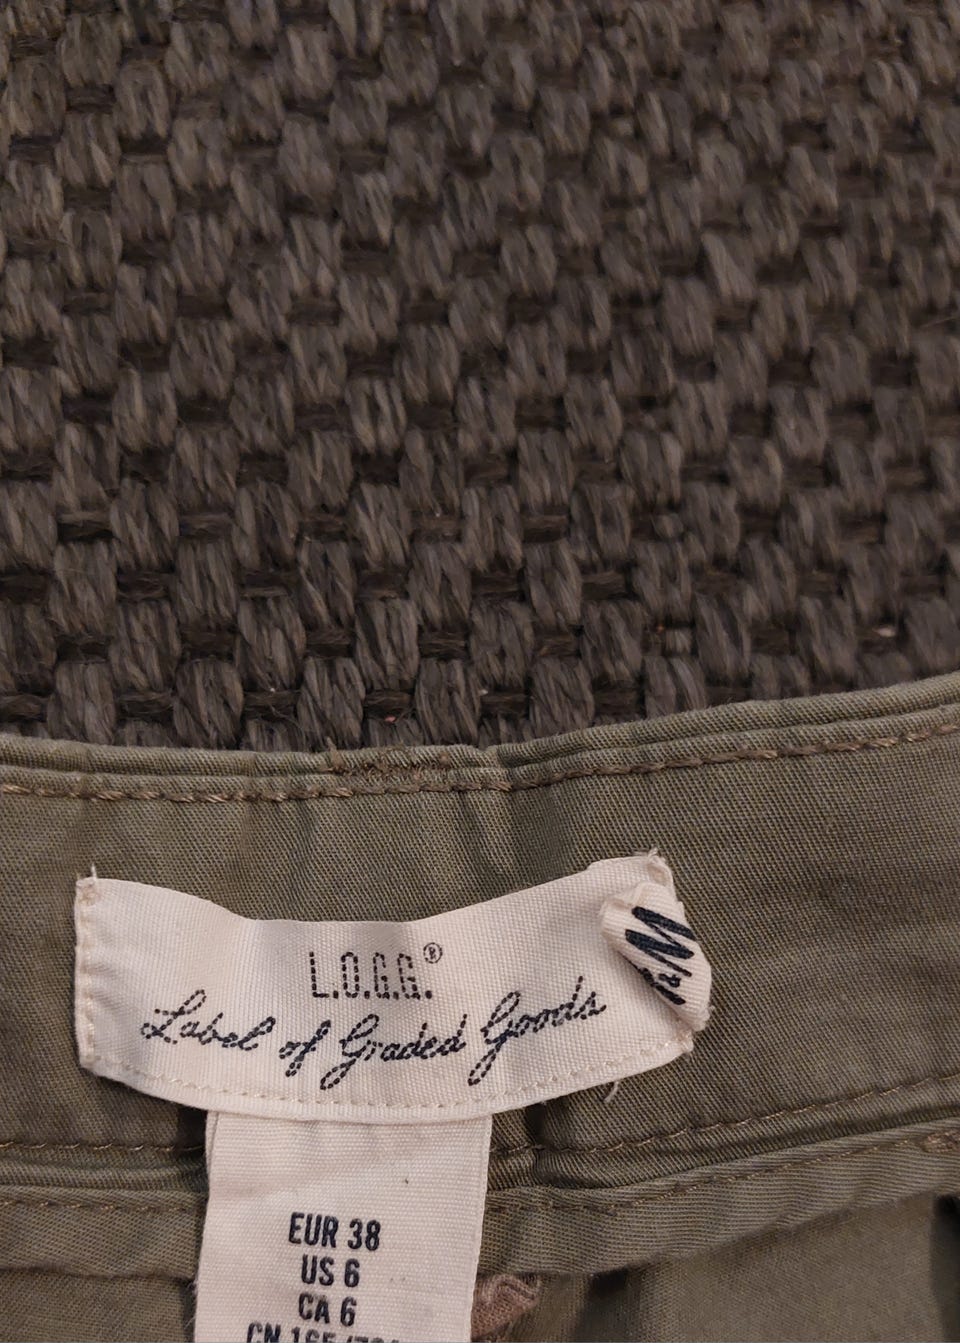 L.O.G.G.®
Label of Graded Goods
EUR 38
US 6
CA 6